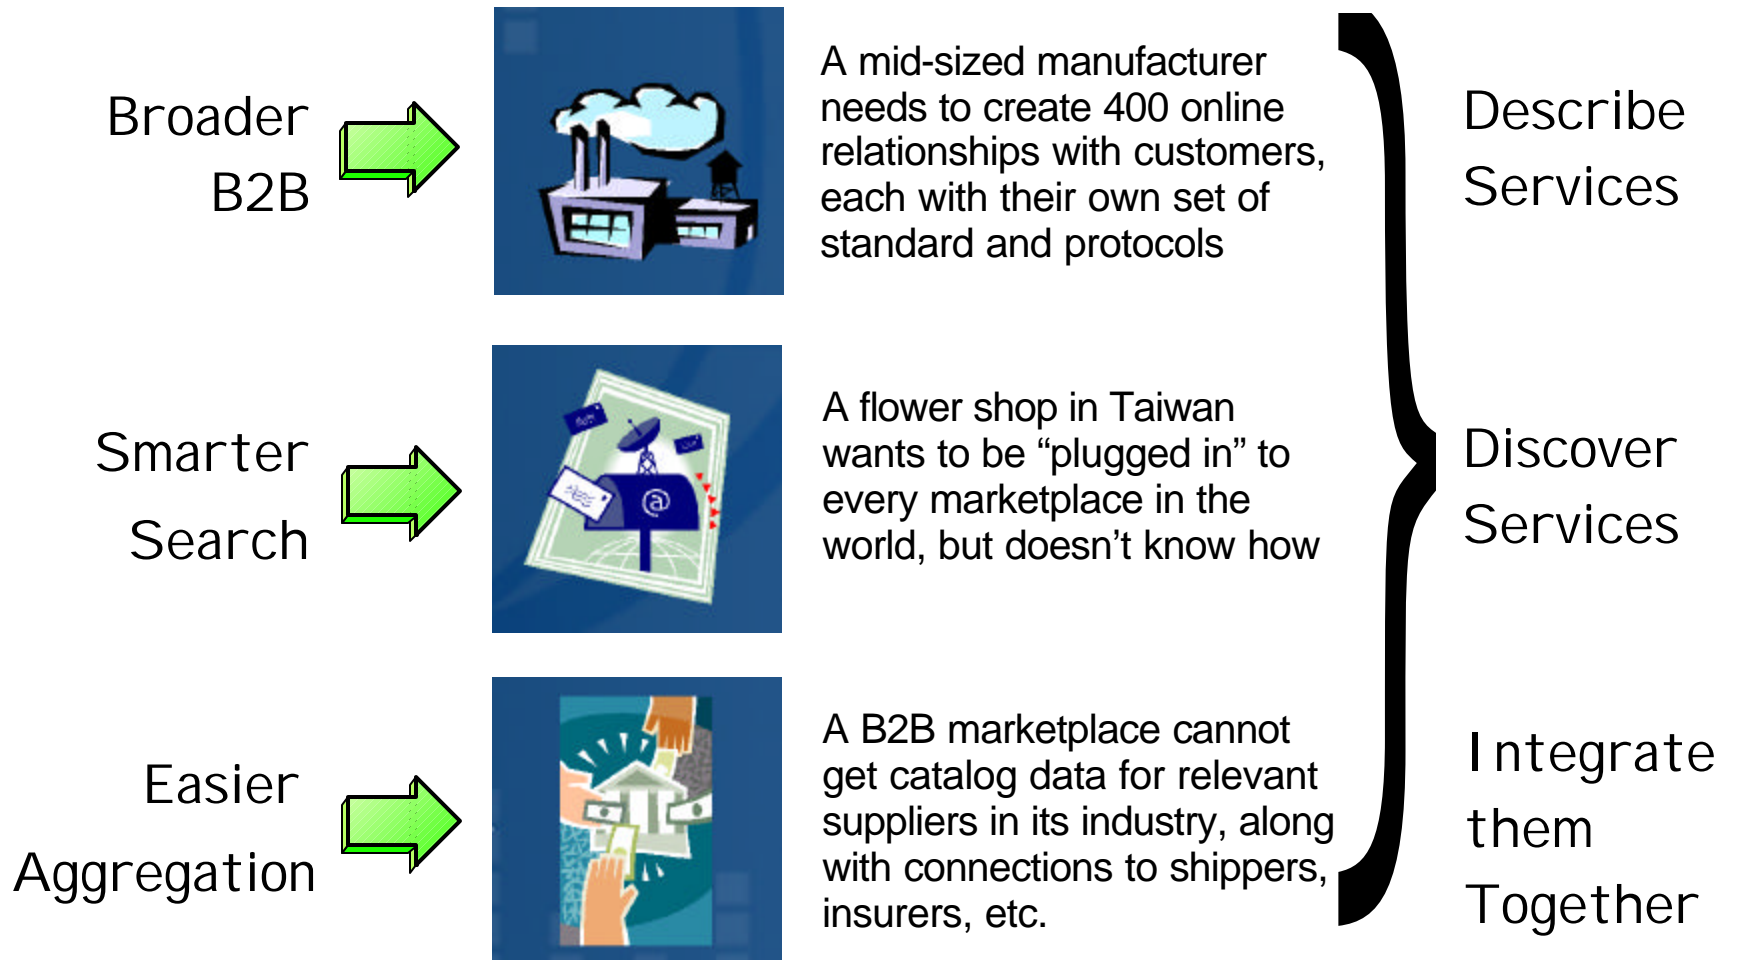 Broader
B2B
A mid-sized manufacturer
needs to create 400 online
relationships with customers,
each with their own set of
standard and protocols
Smarter
Search
@
A flower shop in Taiwan
wants to be “plugged in” to
every marketplace in the
world, but doesn’t know how
Easier
Aggregation
A B2B marketplace cannot
get catalog data for relevant
suppliers in its industry, along
with connections to shippers,
insurers, etc.
Describe
Services
Discover
Services
Integrate
them
Together